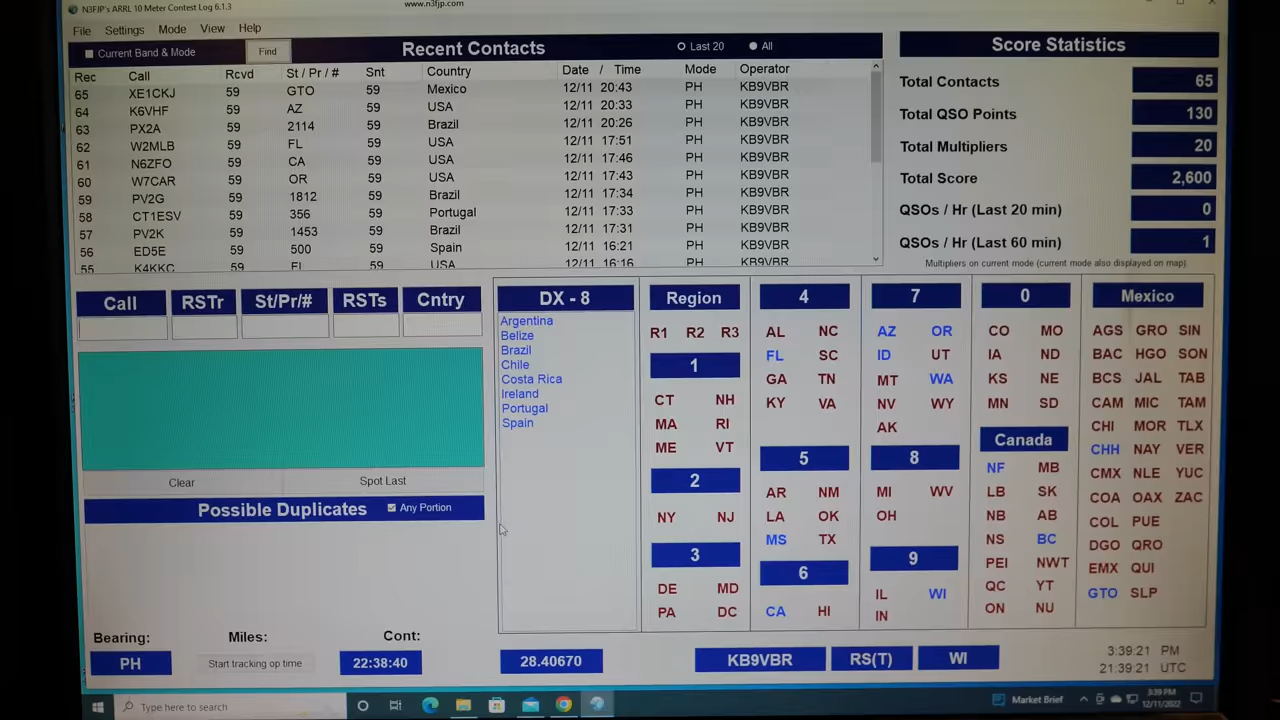 N3FJP's ARRL 10 Meter Contest Log 6.1.3
www.n3fjp.com
File Settings Mode View Help
Current Band & Mode Find Recent Contacts Last 20 All
Rec Call Rcvd St / Pr / # Snt Country Date / Time Mode Operator
65 XE1CKJ 59 GTO 59 Mexico 12/11 20:43 PH KB9VBR
64 K6VHF 59 AZ 59 USA 12/11 20:33 PH KB9VBR
63 PX2A 59 2114 59 Brazil 12/11 20:26 PH KB9VBR
62 W2MLB 59 FL 59 USA 12/11 17:51 PH KB9VBR
61 N6ZFO 59 CA 59 USA 12/11 17:46 PH KB9VBR
60 W7CAR 59 OR 59 USA 12/11 17:43 PH KB9VBR
59 PV2G 59 1812 59 Brazil 12/11 17:34 PH KB9VBR
58 CT1ESV 59 356 59 Portugal 12/11 17:33 PH KB9VBR
57 PV2K 59 1453 59 Brazil 12/11 17:31 PH KB9VBR
56 ED5E 59 500 59 Spain 12/11 16:21 PH KB9VBR
55 K4KKC 59 FL 59 USA 12/11 16:16 PH KB9VBR
Score Statistics
Total Contacts 65
Total QSO Points 130
Total Multipliers 20
Total Score 2,600
QSOs / Hr (Last 20 min) 0
QSOs / Hr (Last 60 min) 1
Multipliers on current mode (current mode also displayed on map)
Call RSTr St/Pr/# RSTs Cntry
Clear Spot Last
Possible Duplicates Any Portion
Bearing: Miles: Cont:
PH Start tracking op time 22:38:40
DX - 8
Argentina
Belize
Brazil
Chile
Costa Rica
Ireland
Portugal
Spain
Region
R1 R2 R3
1
CT NH
MA RI
ME VT
2
NY NJ
3
DE MD
PA DC
4
AL NC
FL SC
GA TN
KY VA
5
AR NM
LA OK
MS TX
6
CA HI
7
AZ OR
ID UT
MT WA
NV WY
AK
8
MI WV
OH
9
IL WI
IN
0
CO MO
IA ND
KS NE
MN SD
Canada
NF MB
LB SK
NB AB
NS BC
PEI NWT
QC YT
ON NU
Mexico
AGS GRO SIN
BAC HGO SON
BCS JAL TAB
CAM MIC TAM
CHI MOR TLX
CHH NAY VER
CMX NLE YUC
COA OAX ZAC
COL PUE
DGO QRO
EMX QUI
GTO SLP
28.40670 KB9VBR RS(T) WI
3:39:21 PM
21:39:21 UTC
Type here to search
Market Brief
3:39 PM
12/11/2022